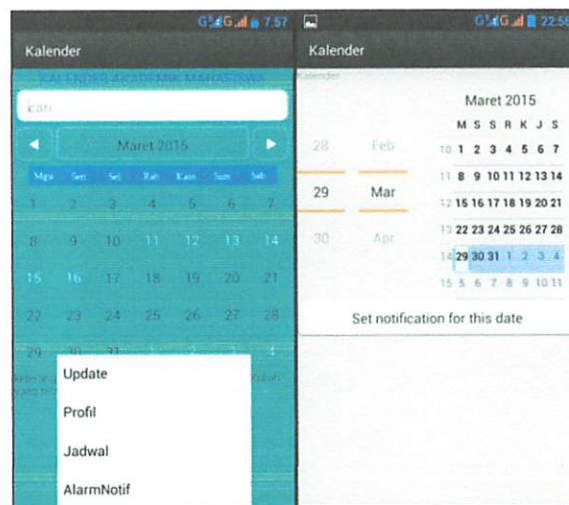 G G 7:57
Kalender
KALENDER AKADEMIK MAHASISWA
cari
Maret 2015
Mgu Sen Sel Rab Kam Jum Sab
1 2 3 4 5 6 7
8 9 10 11 12 13 14
15 16 17 18 19 20 21
22 23 24 25 26 27 28
29 30 31 1 2 3 4
Update
Profil
Jadwal
AlarmNotif
G G 22:56
Kalender
Kalender
28 Feb
29 Mar
30 Apr
Maret 2015
M S S R K J S
10 1 2 3 4 5 6 7
11 8 9 10 11 12 13 14
12 15 16 17 18 19 20 21
13 22 23 24 25 26 27 28
14 29 30 31 1 2 3 4
15 5 6 7 8 9 10 11
Set notification for this date